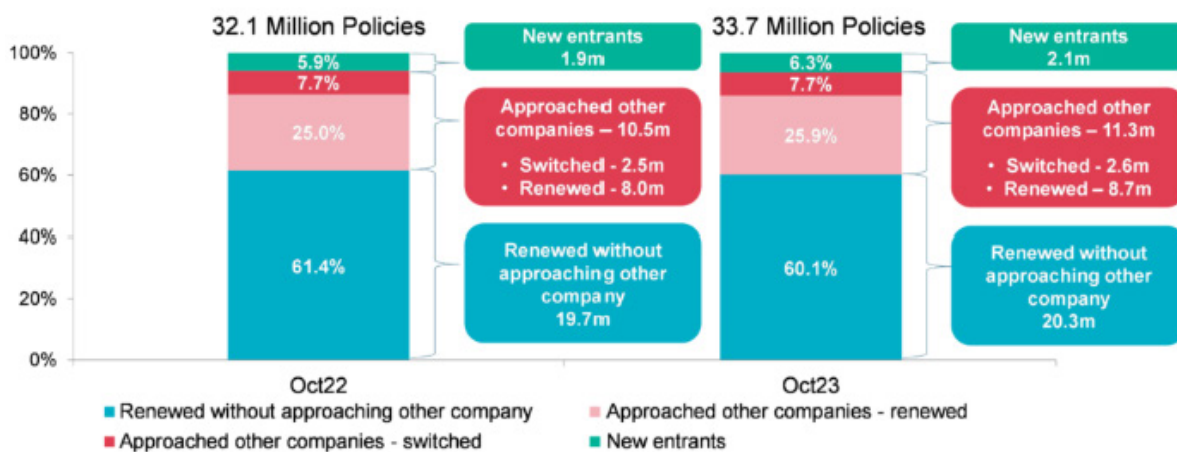 32.1 Million Policies
33.7 Million Policies
100%
80%
60%
40%
20%
0%
5.9%
7.7%
25.0%
61.4%
New entrants
1.9m
Approached other
companies – 10.5m
• Switched - 2.5m
• Renewed - 8.0m
Renewed without
approaching other
company
19.7m
6.3%
7.7%
25.9%
60.1%
New entrants
2.1m
Approached other
companies – 11.3m
• Switched - 2.6m
• Renewed – 8.7m
Renewed without
approaching other
company
20.3m
Oct22
Oct23
Renewed without approaching other company
Approached other companies - renewed
Approached other companies - switched
New entrants